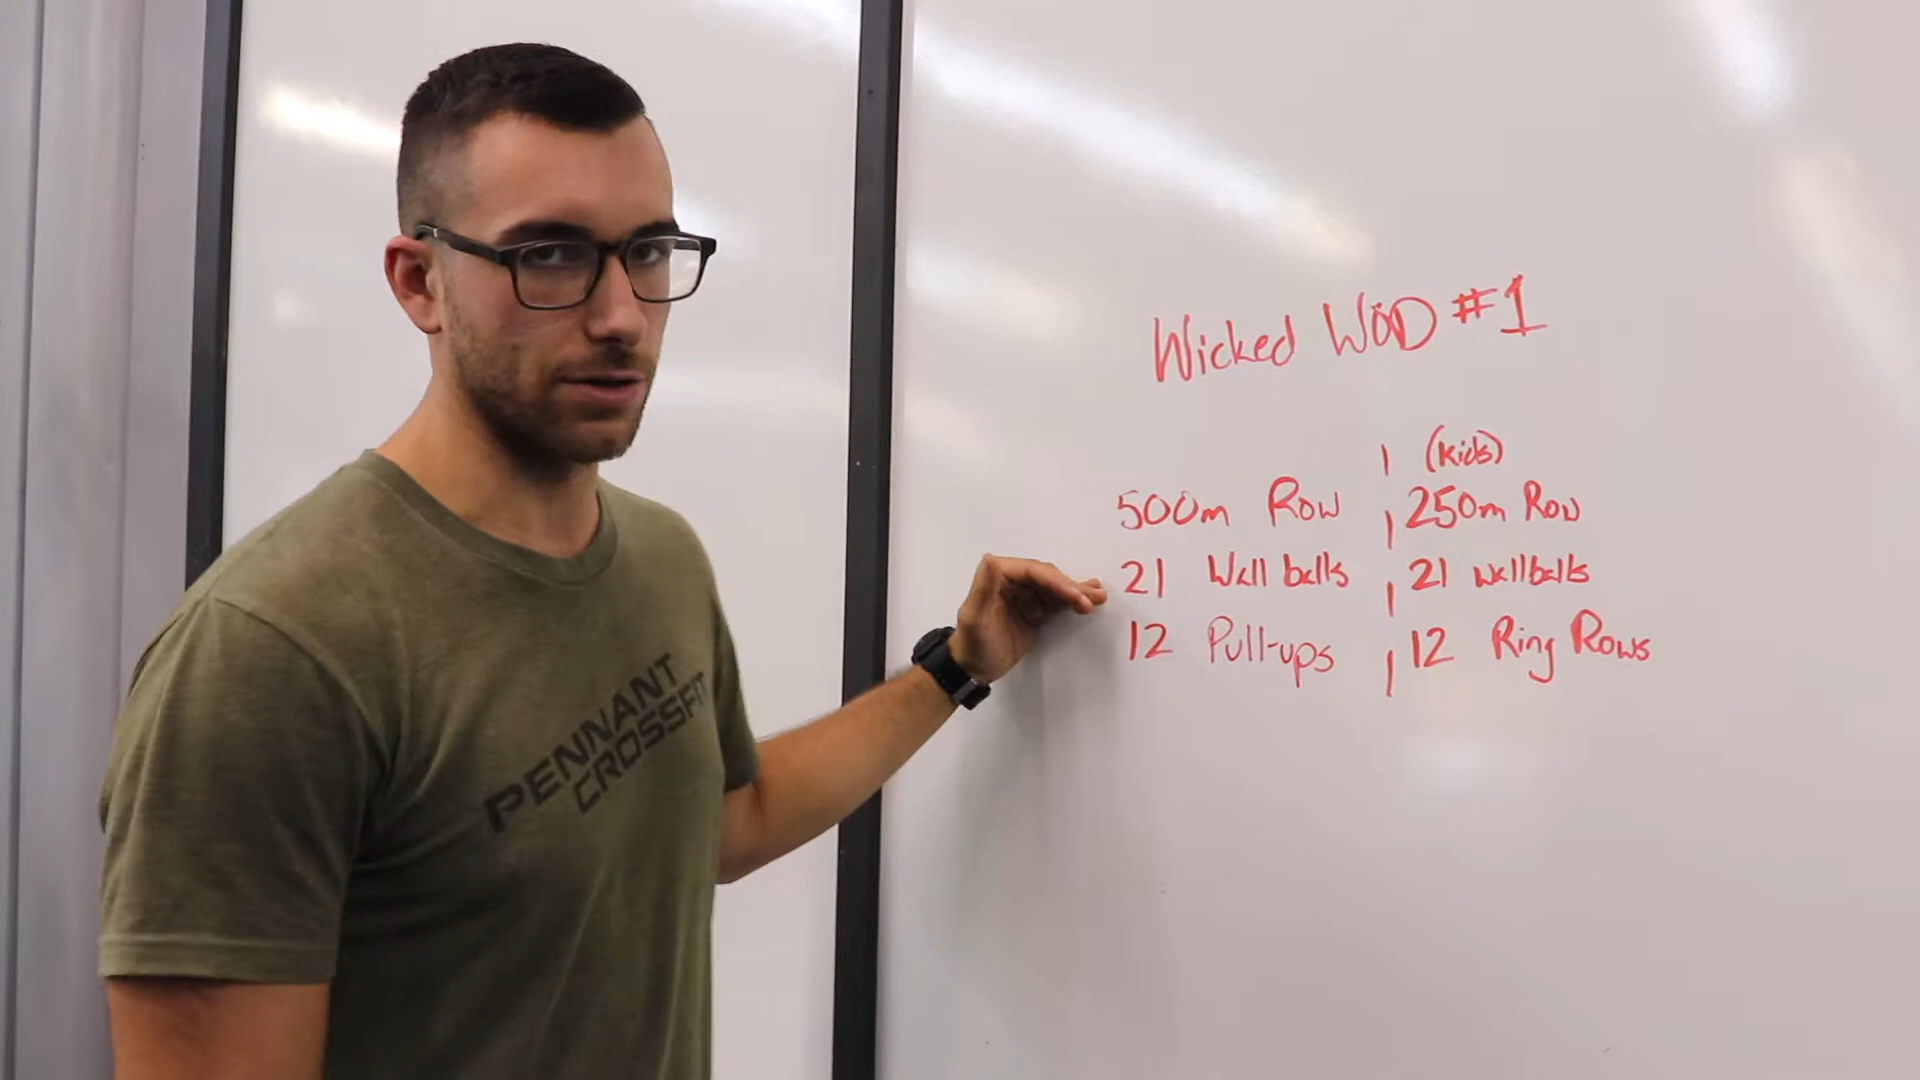 PENNANT
CROSSFIT
Wicked WOD #1
(kids)
500m Row | 250m Row
21 Wall balls | 21 wallballs
12 Pull-ups | 12 Ring Rows